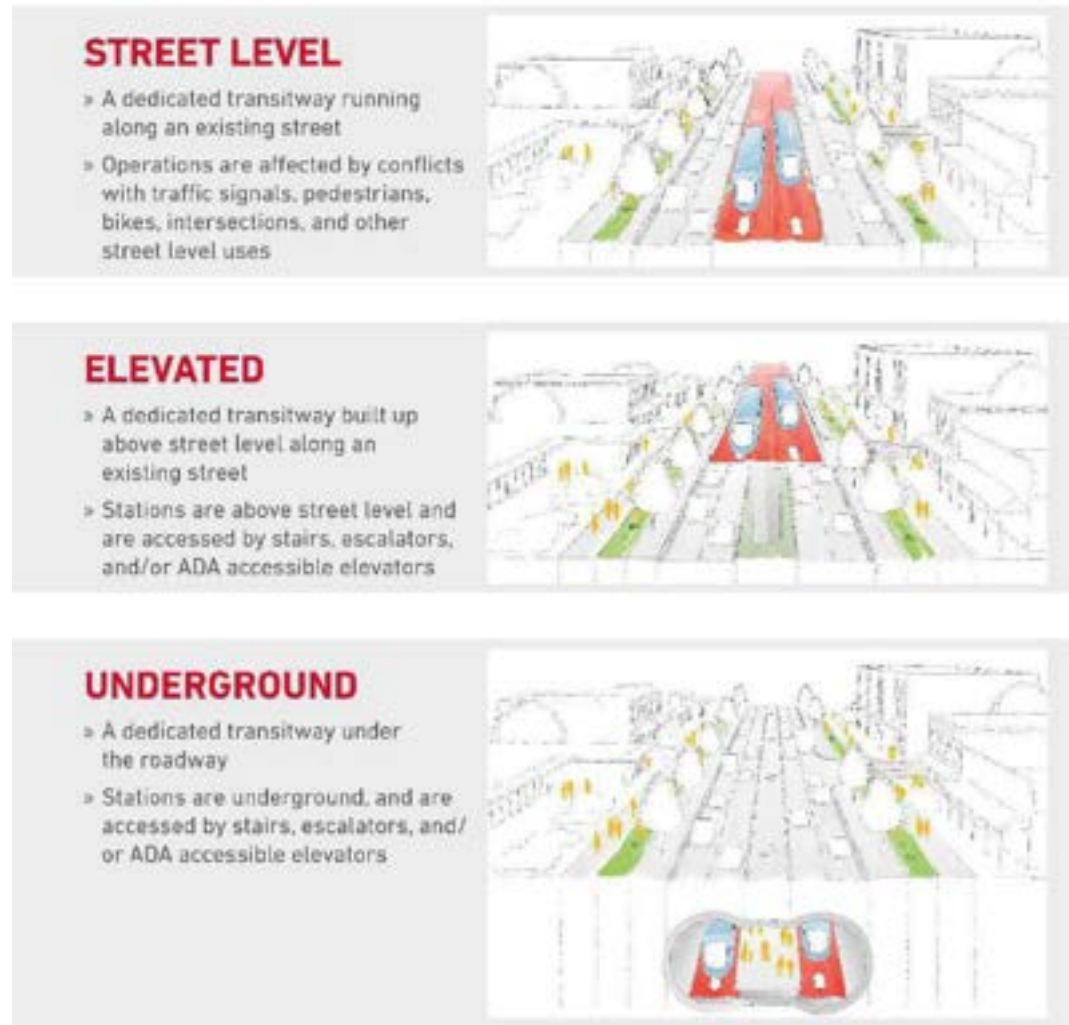 STREET LEVEL
» A dedicated transitway running
along an existing street
» Operations are affected by conflicts
with traffic signals, pedestrians,
bikes, intersections, and other
street level uses
ELEVATED
» A dedicated transitway built up
above street level along an
existing street
» Stations are above street level and
are accessed by stairs, escalators,
and/or ADA accessible elevators
UNDERGROUND
» A dedicated transitway under
the roadway
» Stations are underground, and are
accessed by stairs, escalators, and/
or ADA accessible elevators